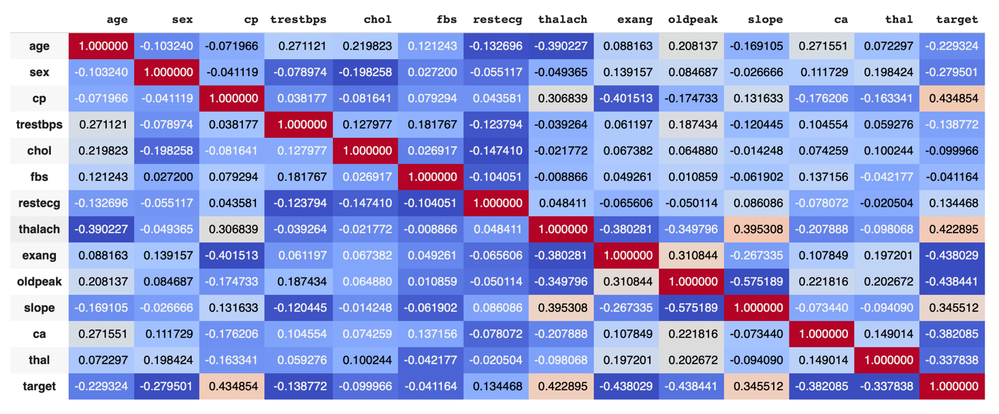 age sex cp trestbps chol fbs restecg thalach exang oldpeak slope ca thal target
age 1.000000 -0.103240 -0.071966 0.271121 0.219823 0.121243 -0.132696 -0.390227 0.088163 0.208137 -0.169105 0.271551 0.072297 -0.229324
sex -0.103240 1.000000 -0.041119 -0.078974 -0.198258 0.027200 -0.055117 -0.049365 0.139157 0.084687 -0.026666 0.111729 0.198424 -0.279501
cp -0.071966 -0.041119 1.000000 0.038177 -0.081641 0.079294 0.043581 0.306839 -0.401513 -0.174733 0.131633 -0.176206 -0.163341 0.434854
trestbps 0.271121 -0.078974 0.038177 1.000000 0.127977 0.181767 -0.123794 -0.039264 0.061197 0.187434 -0.120445 0.104554 0.059276 -0.138772
chol 0.219823 -0.198258 -0.081641 0.127977 1.000000 0.026917 -0.147410 -0.021772 0.067382 0.064880 -0.014248 0.074259 0.100244 -0.099966
fbs 0.121243 0.027200 0.079294 0.181767 0.026917 1.000000 -0.104051 -0.008866 0.049261 0.010859 -0.061902 0.137156 -0.042177 -0.041164
restecg -0.132696 -0.055117 0.043581 -0.123794 -0.147410 -0.104051 1.000000 0.048411 -0.065606 -0.050114 0.086086 -0.078072 -0.020504 0.134468
thalach -0.390227 -0.049365 0.306839 -0.039264 -0.021772 -0.008866 0.048411 1.000000 -0.380281 -0.349796 0.395308 -0.207888 -0.098068 0.422895
exang 0.088163 0.139157 -0.401513 0.061197 0.067382 0.049261 -0.065606 -0.380281 1.000000 0.310844 -0.267335 0.107849 0.197201 -0.438029
oldpeak 0.208137 0.084687 -0.174733 0.187434 0.064880 0.010859 -0.050114 -0.349796 0.310844 1.000000 -0.575189 0.221816 0.202672 -0.438441
slope -0.169105 -0.026666 0.131633 -0.120445 -0.014248 -0.061902 0.086086 0.395308 -0.267335 -0.575189 1.000000 -0.073440 -0.094090 0.345512
ca 0.271551 0.111729 -0.176206 0.104554 0.074259 0.137156 -0.078072 -0.207888 0.107849 0.221816 -0.073440 1.000000 0.149014 -0.382085
thal 0.072297 0.198424 -0.163341 0.059276 0.100244 -0.042177 -0.020504 -0.098068 0.197201 0.202672 -0.094090 0.149014 1.000000 -0.337838
target -0.229324 -0.279501 0.434854 -0.138772 -0.099966 -0.041164 0.134468 0.422895 -0.438029 -0.438441 0.345512 -0.382085 -0.337838 1.000000